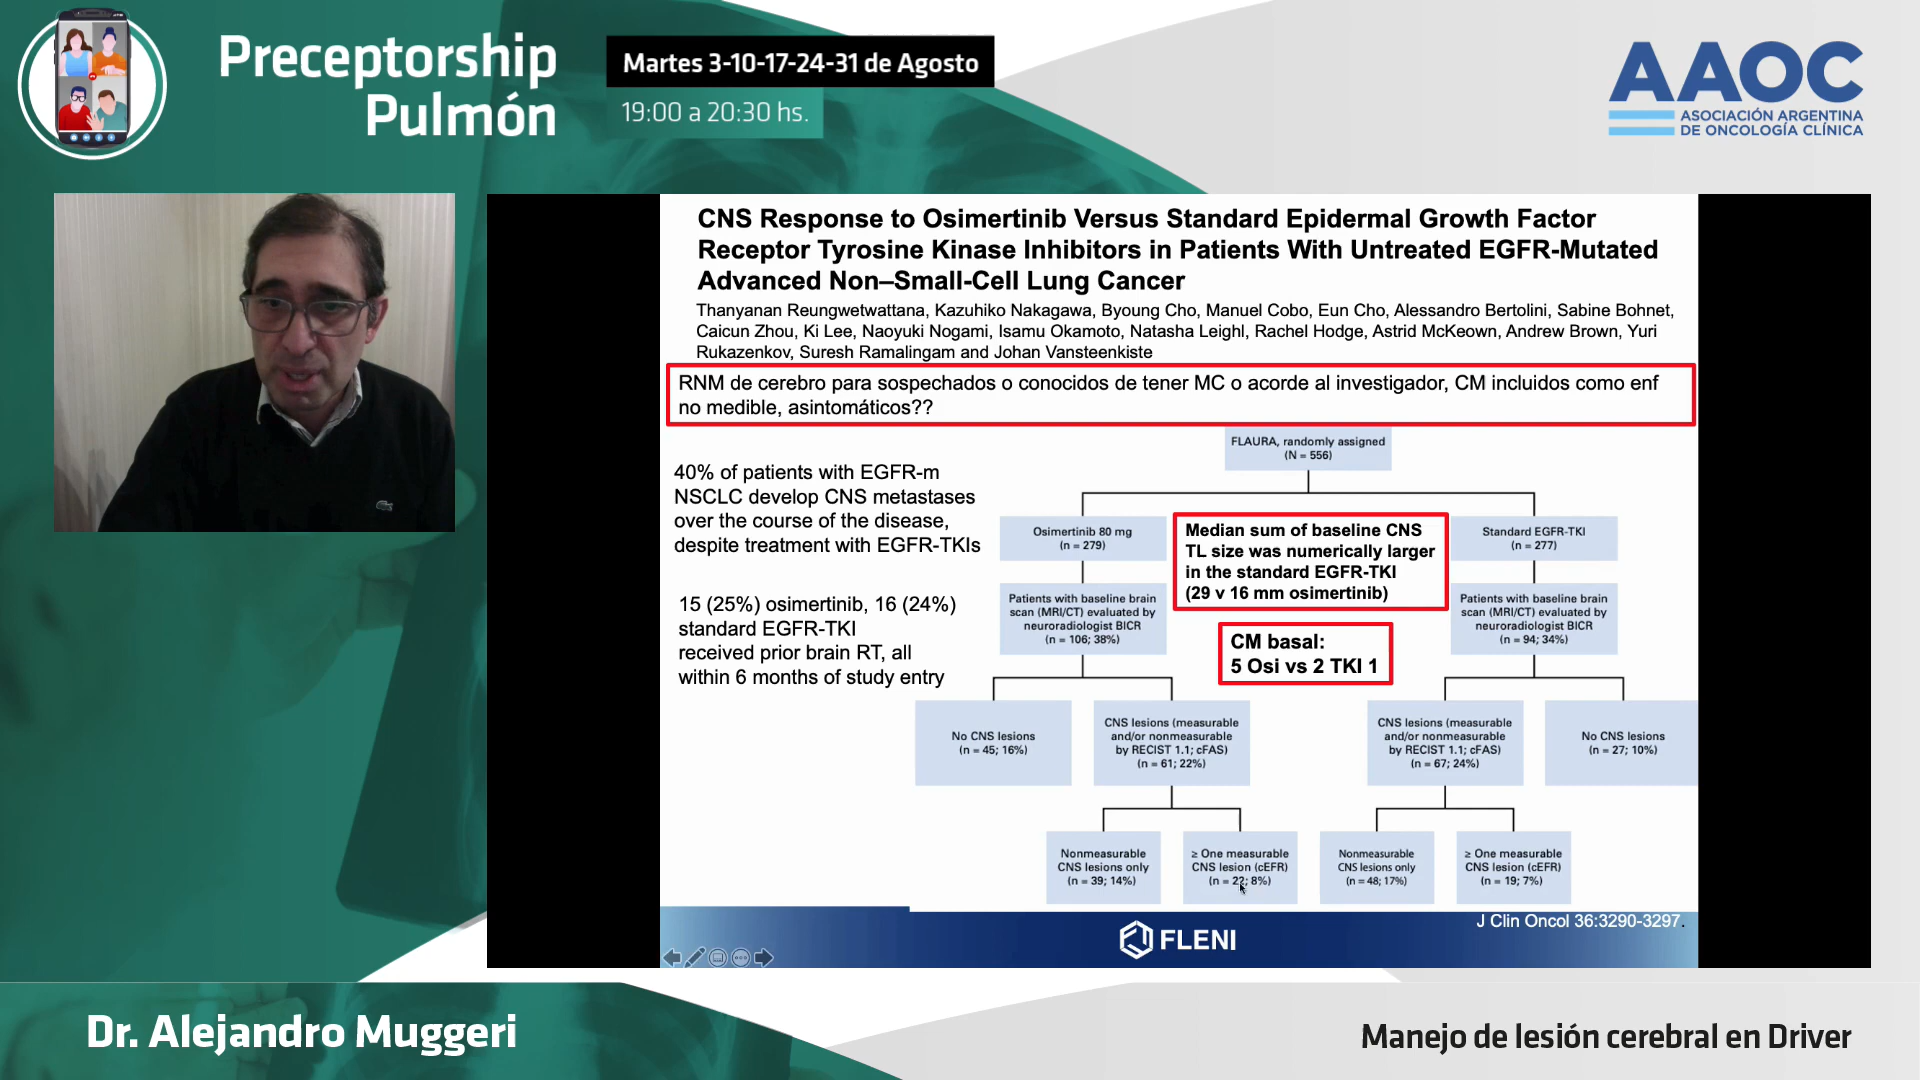 Preceptorship
Pulmón
Martes 3-10-17-24-31 de Agosto
19:00 a 20:30 hs.
AAOC
ASOCIACIÓN ARGENTINA
DE ONCOLOGÍA CLÍNICA
CNS Response to Osimertinib Versus Standard Epidermal Growth Factor
Receptor Tyrosine Kinase Inhibitors in Patients With Untreated EGFR-Mutated
Advanced Non–Small-Cell Lung Cancer
Thanyanan Reungwetwattana, Kazuhiko Nakagawa, Byoung Cho, Manuel Cobo, Eun Cho, Alessandro Bertolini, Sabine Bohnet,
Caicun Zhou, Ki Lee, Naoyuki Nogami, Isamu Okamoto, Natasha Leighl, Rachel Hodge, Astrid McKeown, Andrew Brown, Yuri
Rukazenkov, Suresh Ramalingam and Johan Vansteenkiste
RNM de cerebro para sospechados o conocidos de tener MC o acorde al investigador, CM incluidos como enf
no medible, asintomáticos??
40% of patients with EGFR-m
NSCLC develop CNS metastases
over the course of the disease,
despite treatment with EGFR-TKIs
15 (25%) osimertinib, 16 (24%)
standard EGFR-TKI
received prior brain RT, all
within 6 months of study entry
FLAURA, randomly assigned
(N = 556)
Osimertinib 80 mg
(n = 279)
Median sum of baseline CNS
TL size was numerically larger
in the standard EGFR-TKI
(29 v 16 mm osimertinib)
Standard EGFR-TKI
(n = 277)
Patients with baseline brain
scan (MRI/CT) evaluated by
neuroradiologist BICR
(n = 106; 38%)
CM basal:
5 Osi vs 2 TKI 1
Patients with baseline brain
scan (MRI/CT) evaluated by
neuroradiologist BICR
(n = 94; 34%)
No CNS lesions
(n = 45; 16%)
CNS lesions (measurable
and/or nonmeasurable
by RECIST 1.1; cFAS)
(n = 61; 22%)
CNS lesions (measurable
and/or nonmeasurable
by RECIST 1.1; cFAS)
(n = 67; 24%)
No CNS lesions
(n = 27; 10%)
Nonmeasurable
CNS lesions only
(n = 39; 14%)
≥ One measurable
CNS lesion (cEFR)
(n = 22; 8%)
Nonmeasurable
CNS lesions only
(n = 48; 17%)
≥ One measurable
CNS lesion (cEFR)
(n = 19; 7%)
J Clin Oncol 36:3290-3297.
FLENI
Dr. Alejandro Muggeri
Manejo de lesión cerebral en Driver